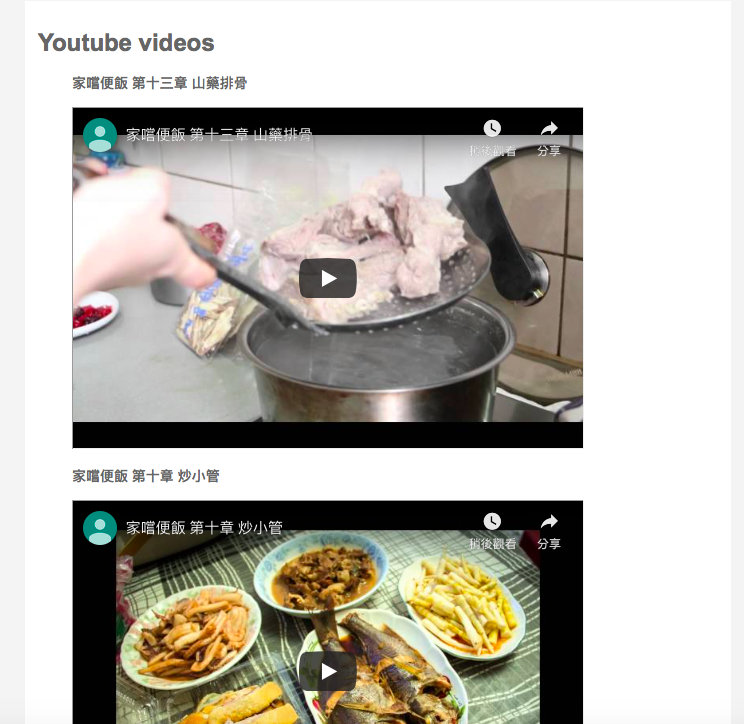 Youtube videos
家嚐便飯 第十三章 山藥排骨
家嚐便飯 第十三章 山藥排骨
稍後觀看
分享
家嚐便飯 第十章 炒小管
家嚐便飯 第十章 炒小管
稍後觀看
分享